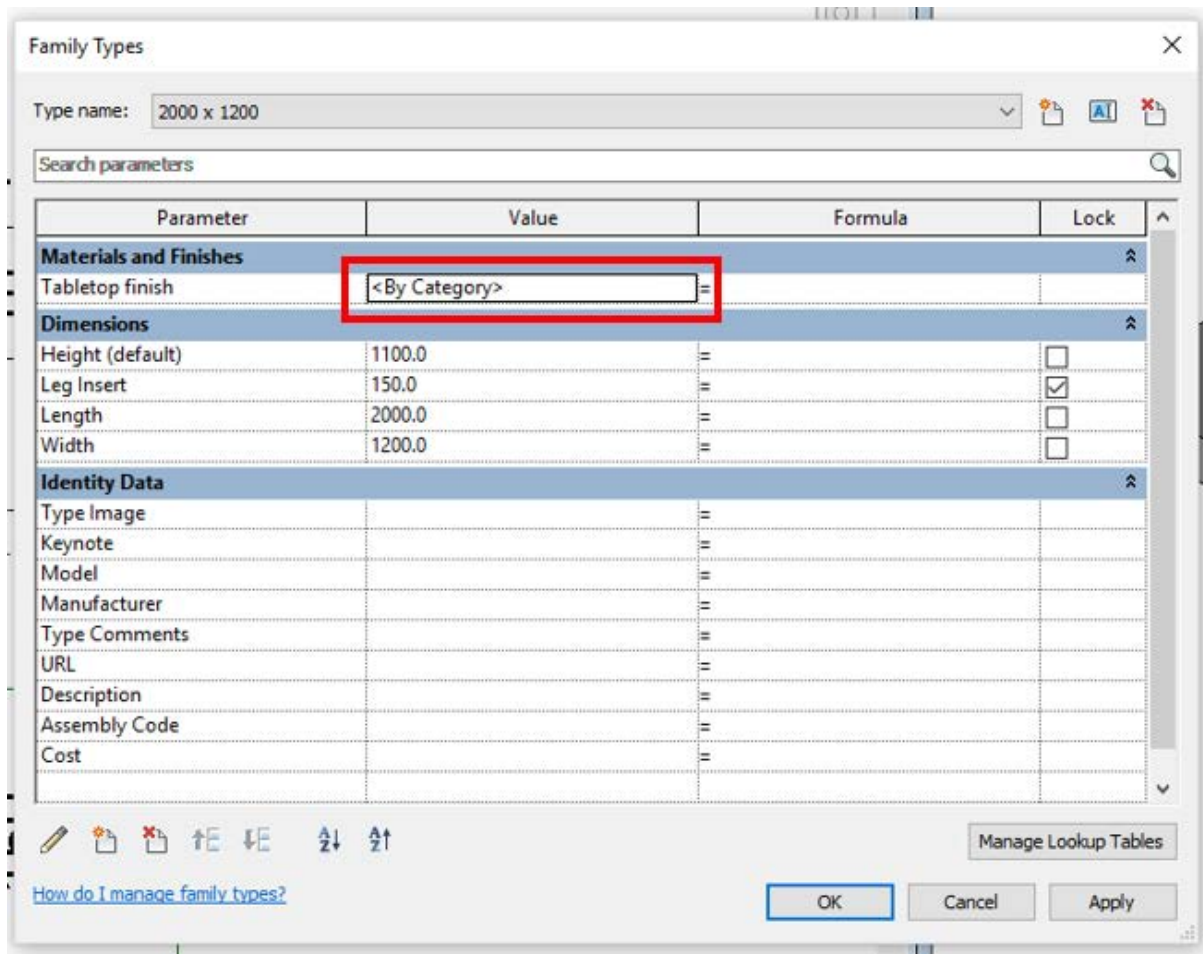 Family Types
Type name: 2000 x 1200
Search parameters
Parameter Value Formula Lock
Materials and Finishes
Tabletop finish <By Category> =
Dimensions
Height (default) 1100.0 =
Leg Insert 150.0 =
Length 2000.0 =
Width 1200.0 =
Identity Data
Type Image =
Keynote =
Model =
Manufacturer =
Type Comments =
URL =
Description =
Assembly Code =
Cost =
Manage Lookup Tables
How do I manage family types?
OK Cancel Apply